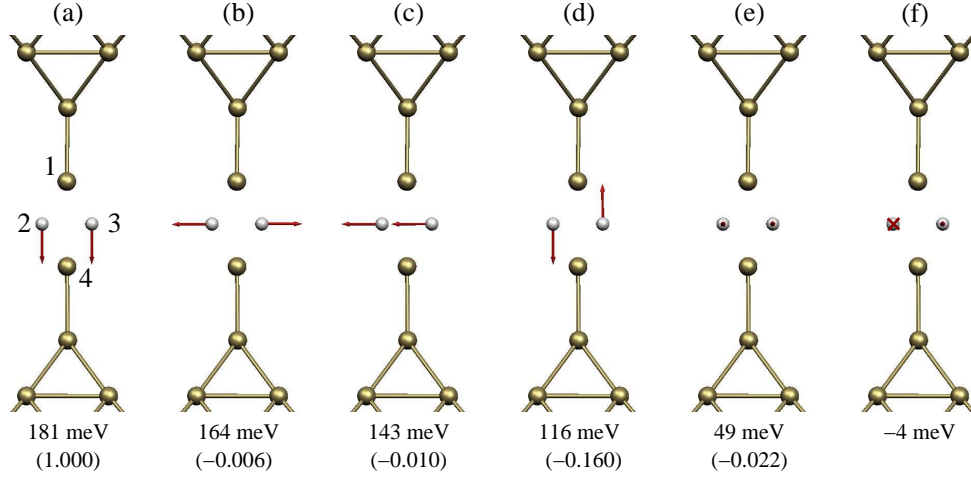 (a) (b) (c) (d) (e) (f)
1
2 3
4
181 meV 164 meV 143 meV 116 meV 49 meV −4 meV
(1.000) (−0.006) (−0.010) (−0.160) (−0.022)